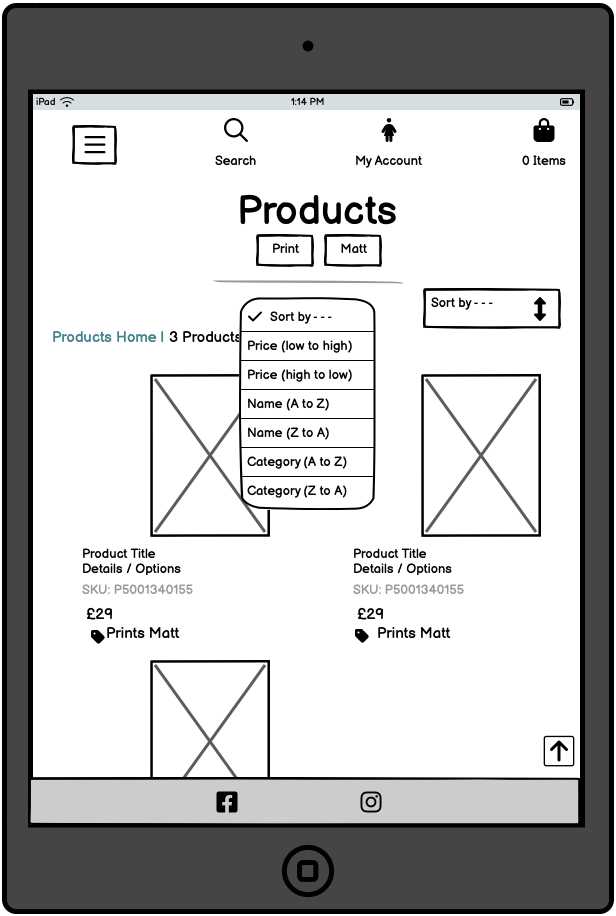 iPad
1:14 PM
Search
My Account
0 Items
Products
Print
Matt
Sort by - - -
Products Home | 3 Products
Sort by - - -
Price (low to high)
Price (high to low)
Name (A to Z)
Name (Z to A)
Category (A to Z)
Category (Z to A)
Product Title
Details / Options
SKU: P5001340155
£29
Prints Matt
Product Title
Details / Options
SKU: P5001340155
£29
Prints Matt